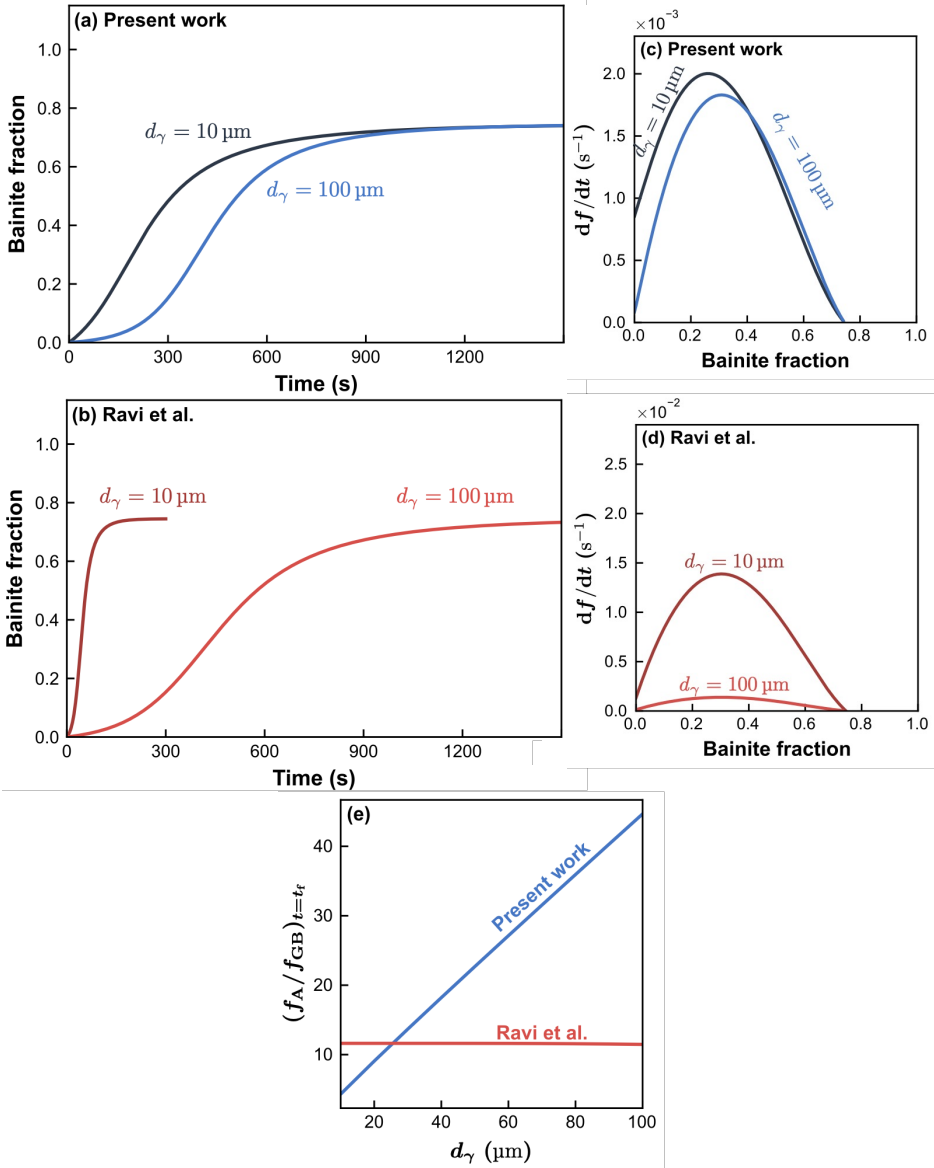 (a) Present work
1.0
0.8
0.6
0.4
0.2
0.0
Bainite fraction
dγ = 10 µm
dγ = 100 µm
0
300
600
900
1200
Time (s)
×10⁻³
(c) Present work
2.0
1.5
1.0
0.5
0.0
df/dt (s⁻¹)
dγ = 10 µm
dγ = 100 µm
0.0
0.2
0.4
0.6
0.8
1.0
Bainite fraction
(b) Ravi et al.
1.0
0.8
0.6
0.4
0.2
0.0
Bainite fraction
dγ = 10 µm
dγ = 100 µm
0
300
600
900
1200
Time (s)
×10⁻²
(d) Ravi et al.
2.5
2.0
1.5
1.0
0.5
0.0
df/dt (s⁻¹)
dγ = 10 µm
dγ = 100 µm
0.0
0.2
0.4
0.6
0.8
1.0
Bainite fraction
(e)
40
30
20
10
(fA/fGB)t=tf
Present work
Ravi et al.
20
40
60
80
100
dγ (µm)